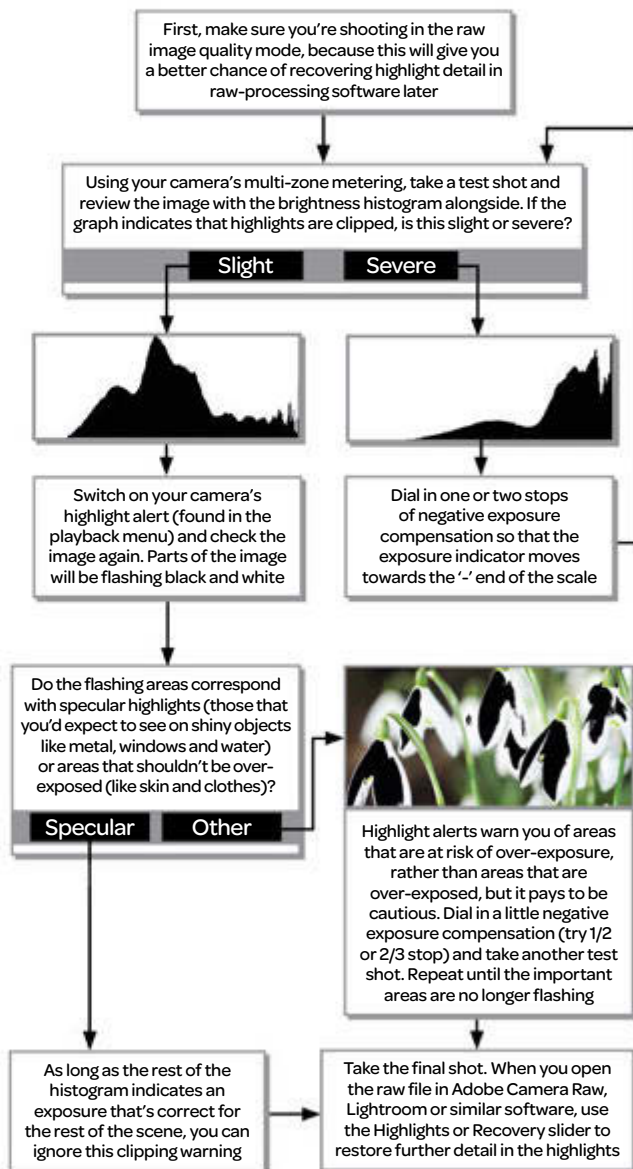 First, make sure you're shooting in the raw
image quality mode, because this will give you
a better chance of recovering highlight detail in
raw-processing software later
Using your camera's multi-zone metering, take a test shot and
review the image with the brightness histogram alongside. If the
graph indicates that highlights are clipped, is this slight or severe?
Slight
Severe
Switch on your camera's
highlight alert (found in the
playback menu) and check the
image again. Parts of the image
will be flashing black and white
Dial in one or two stops
of negative exposure
compensation so that the
exposure indicator moves
towards the '-' end of the scale
Do the flashing areas correspond
with specular highlights (those that
you'd expect to see on shiny objects
like metal, windows and water)
or areas that shouldn't be over-
exposed (like skin and clothes)?
Specular
Other
Highlight alerts warn you of areas
that are at risk of over-exposure,
rather than areas that are
over-exposed, but it pays to be
cautious. Dial in a little negative
exposure compensation (try 1/2
or 2/3 stop) and take another test
shot. Repeat until the important
areas are no longer flashing
As long as the rest of the
histogram indicates an
exposure that's correct for
the rest of the scene, you can
ignore this clipping warning
Take the final shot. When you open
the raw file in Adobe Camera Raw,
Lightroom or similar software, use
the Highlights or Recovery slider to
restore further detail in the highlights